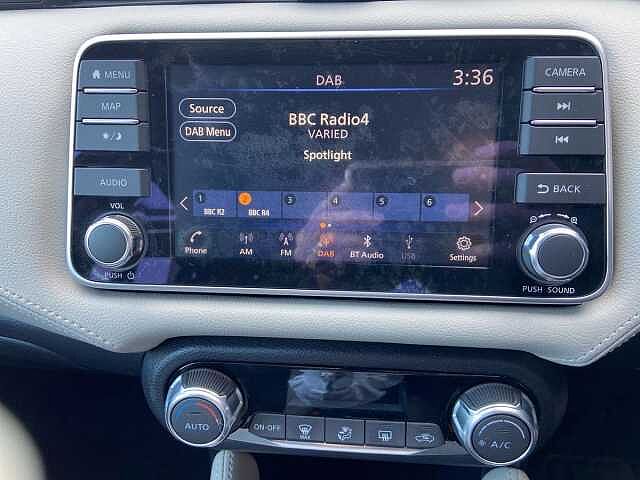 MENU
MAP
AUDIO
VOL
PUSH
DAB
3:36
Source
DAB Menu
BBC Radio4
VARIED
Spotlight
1 2 3 4 5 6
BBC R2 BBC R4
Phone AM FM DAB BT Audio USB Settings
CAMERA
BACK
PUSH SOUND
AUTO
ON·OFF
MAX
A/C